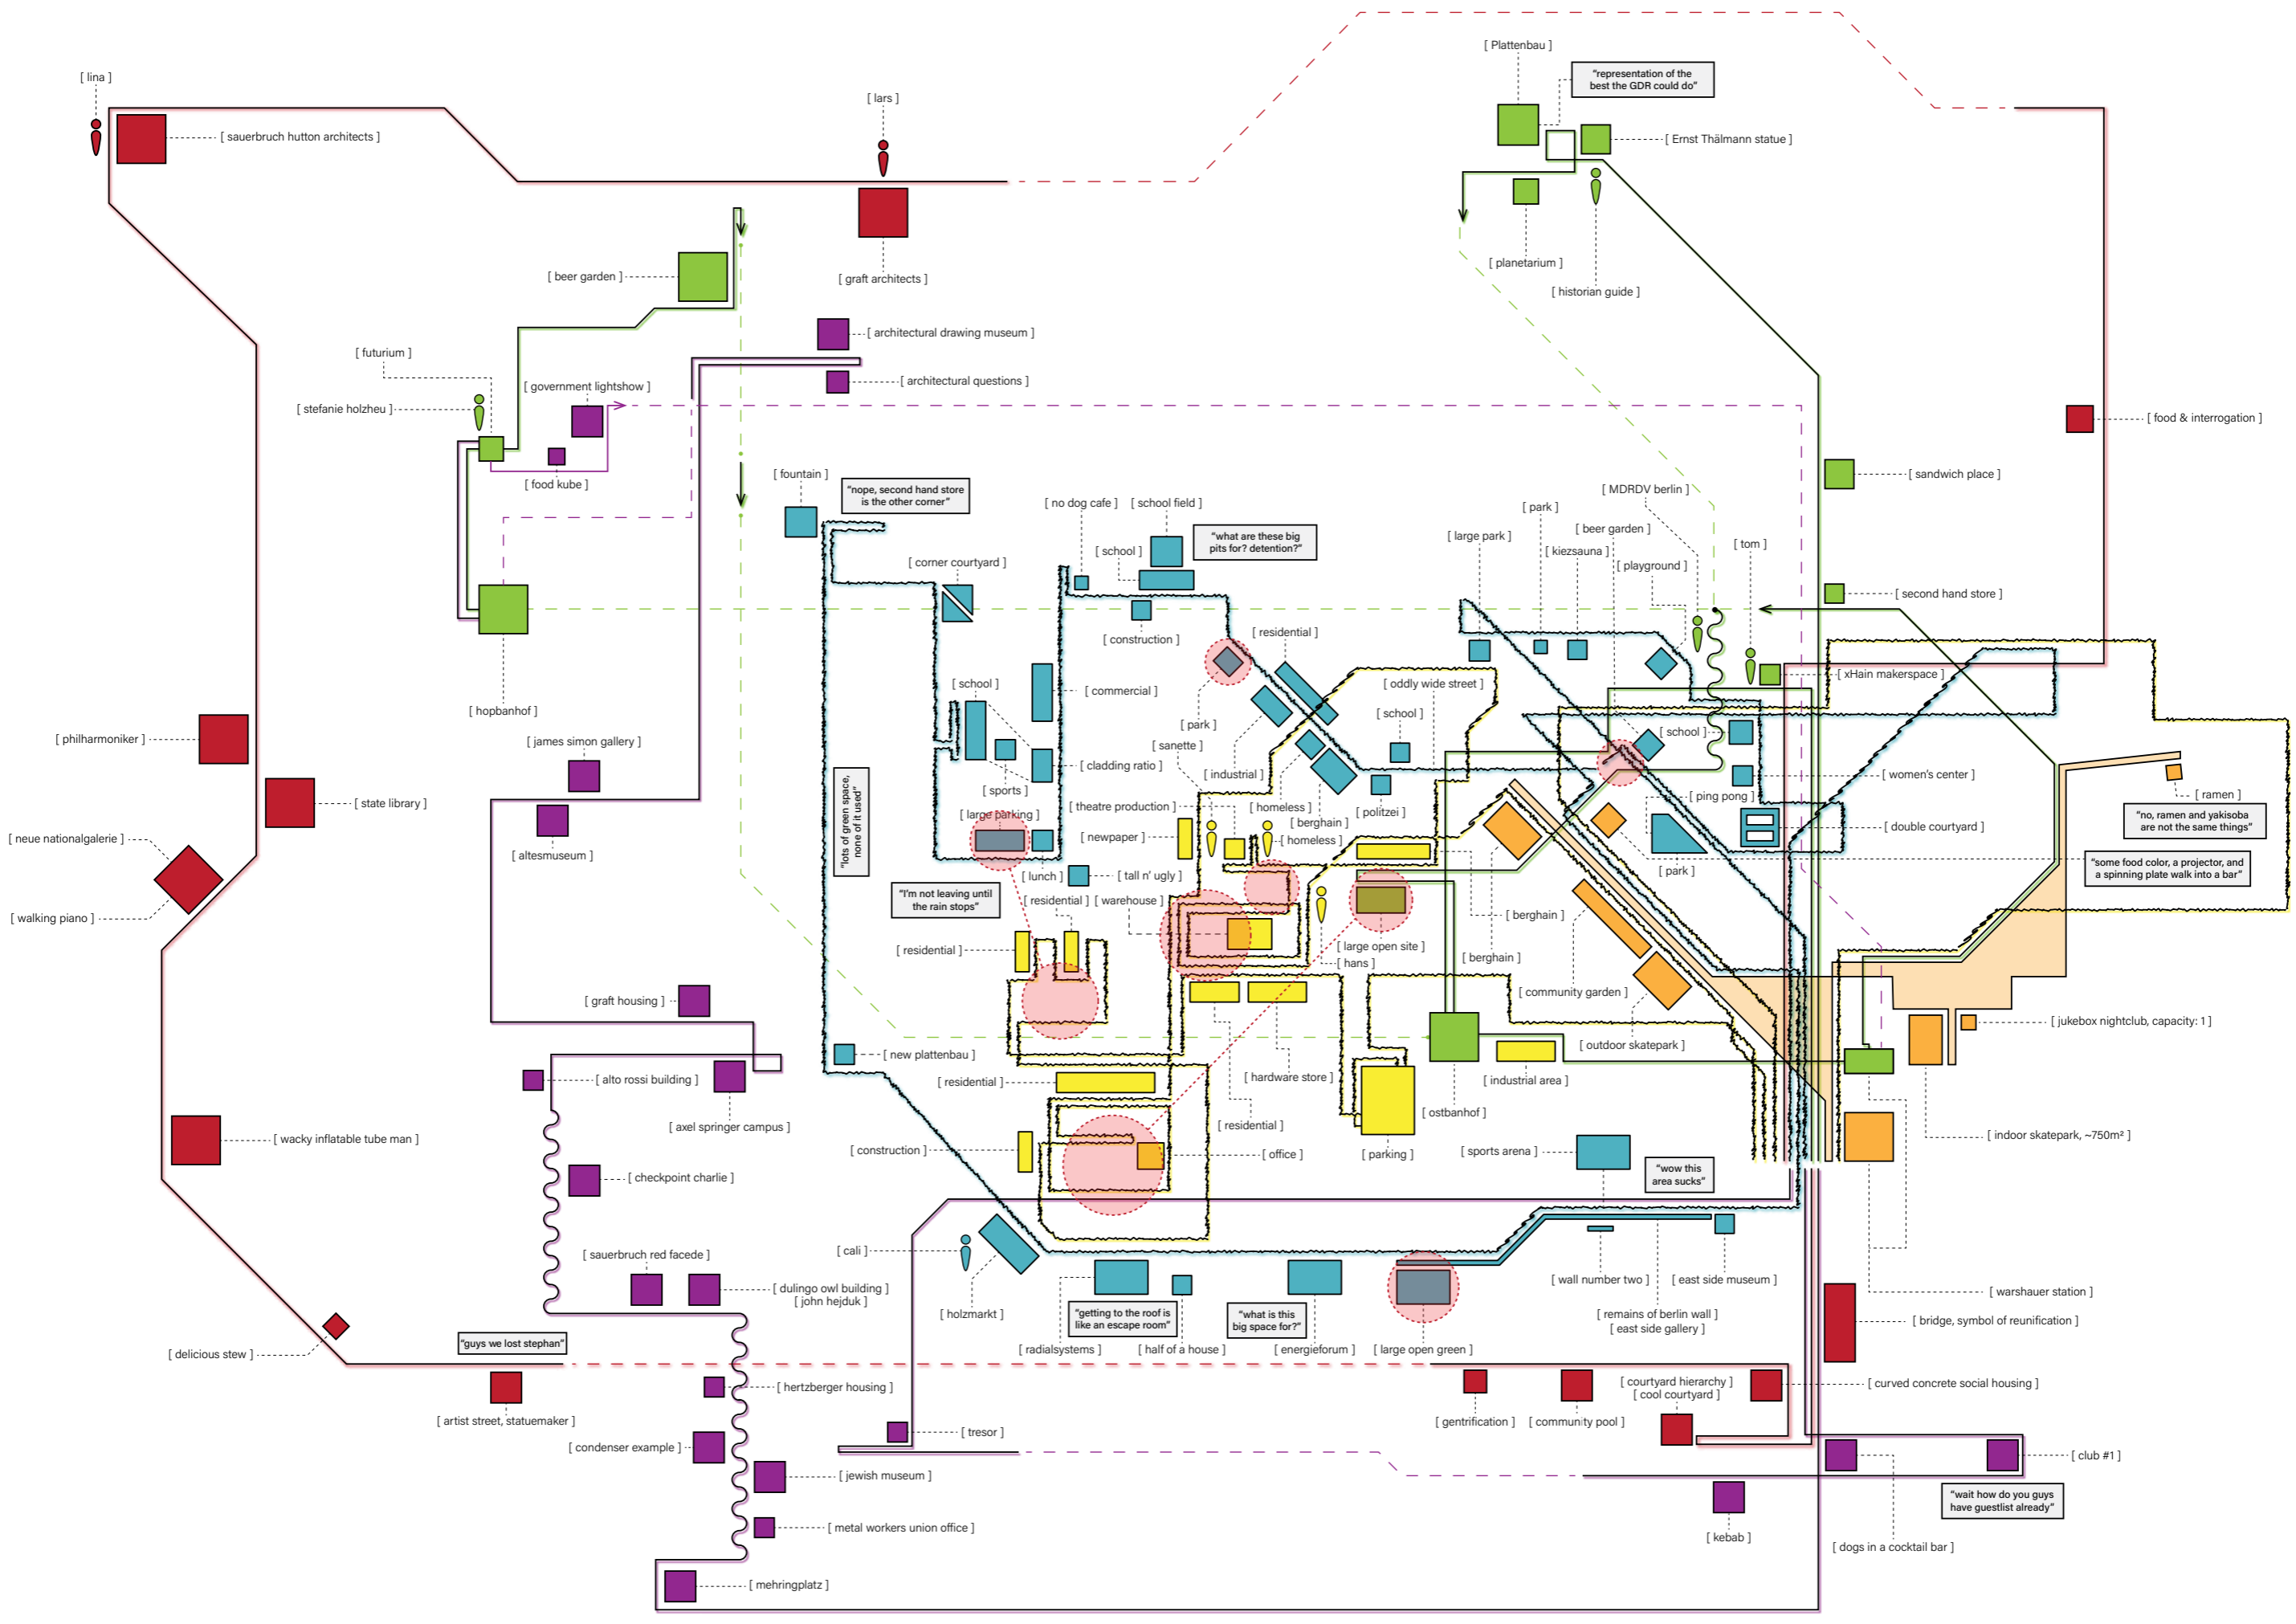 [ Plattenbau ]
"representation of the
best the GDR could do"
[ lina ]
[ lars ]
[ sauerbruch hutton architects ]
[ Ernst Thälmann statue ]
[ planetarium ]
[ beer garden ]
[ graft architects ]
[ historian guide ]
[ architectural drawing museum ]
[ futurium ]
[ government lightshow ]
[ architectural questions ]
[ stefanie holzheu ]
[ food & interrogation ]
[ food kube ]
[ fountain ]
"nope, second hand store
is the other corner"
[ sandwich place ]
[ MDRDV berlin ]
[ no dog cafe ]
[ school field ]
[ park ]
[ beer garden ]
[ large park ]
"what are these big
pits for? detention?"
[ school ]
[ kiezsauna ]
[ tom ]
[ corner courtyard ]
[ playground ]
[ second hand store ]
[ construction ]
[ residential ]
[ xHain makerspace ]
[ school ]
[ commercial ]
[ oddly wide street ]
[ hopbanhof ]
[ park ]
[ school ]
[ school ]
[ philharmoniker ]
[ james simon gallery ]
[ sanette ]
[ cladding ratio ]
[ industrial ]
[ women's center ]
[ sports ]
[ ping pong ]
[ ramen ]
[ state library ]
[ theatre production ]
[ homeless ]
[ politzei ]
[ large parking ]
[ berghain ]
"no, ramen and yakisoba
are not the same things"
[ neue nationalgalerie ]
[ newpaper ]
[ homeless ]
[ double courtyard ]
"lots of green space,
none of it used"
[ altesmuseum ]
[ lunch ]
[ tall n' ugly ]
[ park ]
"some food color, a projector, and
a spinning plate walk into a bar"
"I'm not leaving until
the rain stops"
[ residential ]
[ warehouse ]
[ walking piano ]
[ berghain ]
[ residential ]
[ large open site ]
[ hans ]
[ berghain ]
[ graft housing ]
[ community garden ]
[ jukebox nightclub, capacity: 1 ]
[ outdoor skatepark ]
[ new plattenbau ]
[ alto rossi building ]
[ residential ]
[ hardware store ]
[ industrial area ]
[ ostbanhof ]
[ axel springer campus ]
[ residential ]
[ wacky inflatable tube man ]
[ indoor skatepark, ~750m² ]
[ construction ]
[ office ]
[ parking ]
[ sports arena ]
"wow this
area sucks"
[ checkpoint charlie ]
[ cali ]
[ sauerbruch red facede ]
[ wall number two ]
[ east side museum ]
[ dulingo owl building ]
[ john hejduk ]
[ warshauer station ]
[ holzmarkt ]
"getting to the roof is
like an escape room"
"what is this
big space for?"
[ remains of berlin wall ]
[ east side gallery ]
[ bridge, symbol of reunification ]
"guys we lost stephan"
[ radialsystems ]
[ half of a house ]
[ energieforum ]
[ large open green ]
[ delicious stew ]
[ hertzberger housing ]
[ courtyard hierarchy ]
[ cool courtyard ]
[ curved concrete social housing ]
[ artist street, statuemaker ]
[ gentrification ]
[ community pool ]
[ tresor ]
[ condenser example ]
[ club #1 ]
[ jewish museum ]
"wait how do you guys
have guestlist already"
[ metal workers union office ]
[ kebab ]
[ dogs in a cocktail bar ]
[ mehringplatz ]